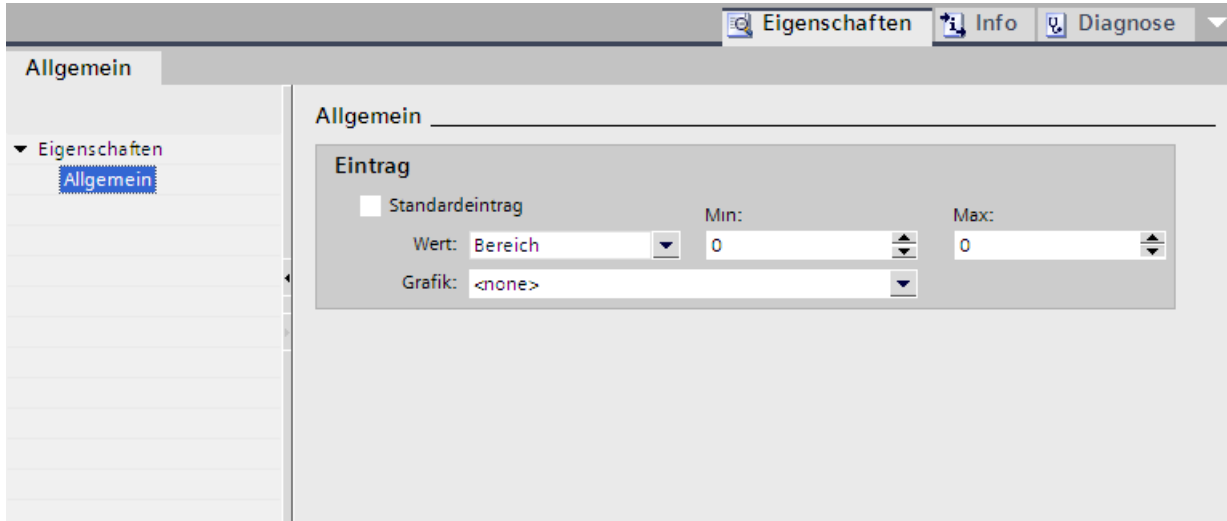 Eigenschaften Info Diagnose
Allgemein
Allgemein
Eigenschaften
Allgemein
Eintrag
Standardeintrag
Min: Max:
Wert: Bereich 0 0
Grafik: <none>